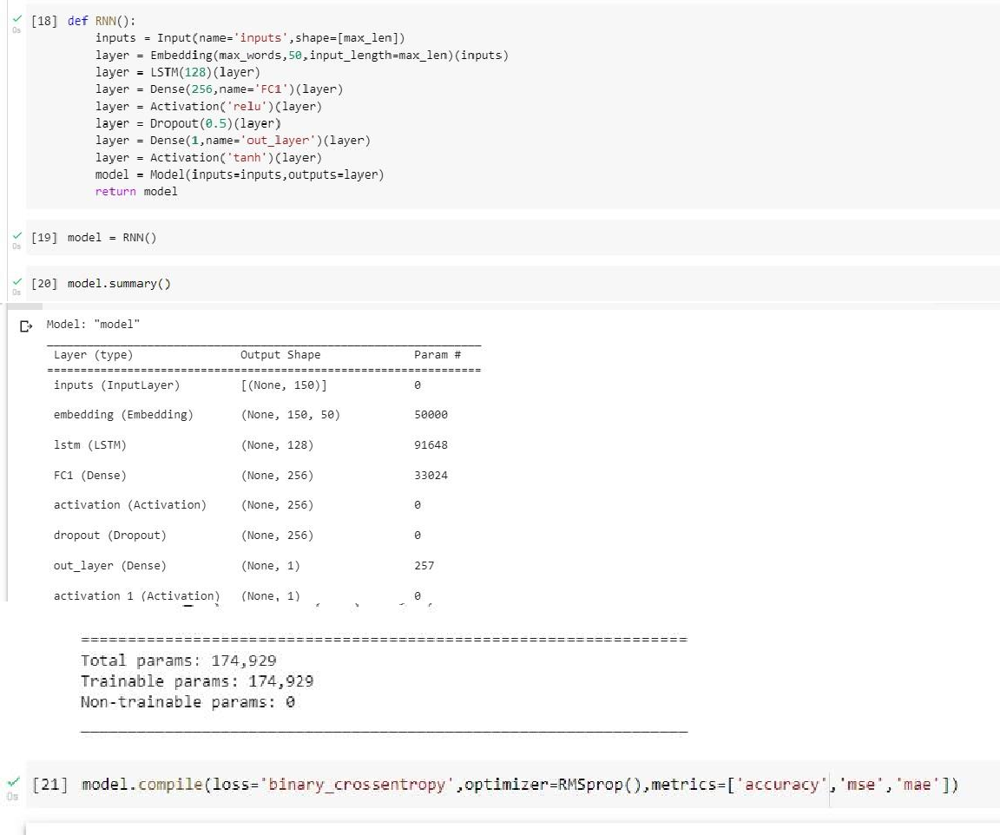 [18] def RNN():
inputs = Input(name='inputs',shape=[max_len])
layer = Embedding(max_words,50,input_length=max_len)(inputs)
layer = LSTM(128)(layer)
layer = Dense(256,name='FC1')(layer)
layer = Activation('relu')(layer)
layer = Dropout(0.5)(layer)
layer = Dense(1,name='out_layer')(layer)
layer = Activation('tanh')(layer)
model = Model(inputs=inputs,outputs=layer)
return model
0s
[19] model = RNN()
0s
[20] model.summary()
0s
Model: "model"
Layer (type) Output Shape Param #
inputs (InputLayer) [(None, 150)] 0
embedding (Embedding) (None, 150, 50) 50000
lstm (LSTM) (None, 128) 91648
FC1 (Dense) (None, 256) 33024
activation (Activation) (None, 256) 0
dropout (Dropout) (None, 256) 0
out_layer (Dense) (None, 1) 257
activation 1 (Activation) (None, 1) 0
Total params: 174,929
Trainable params: 174,929
Non-trainable params: 0
[21] model.compile(loss='binary_crossentropy',optimizer=RMSprop(),metrics=['accuracy','mse','mae'])
0s